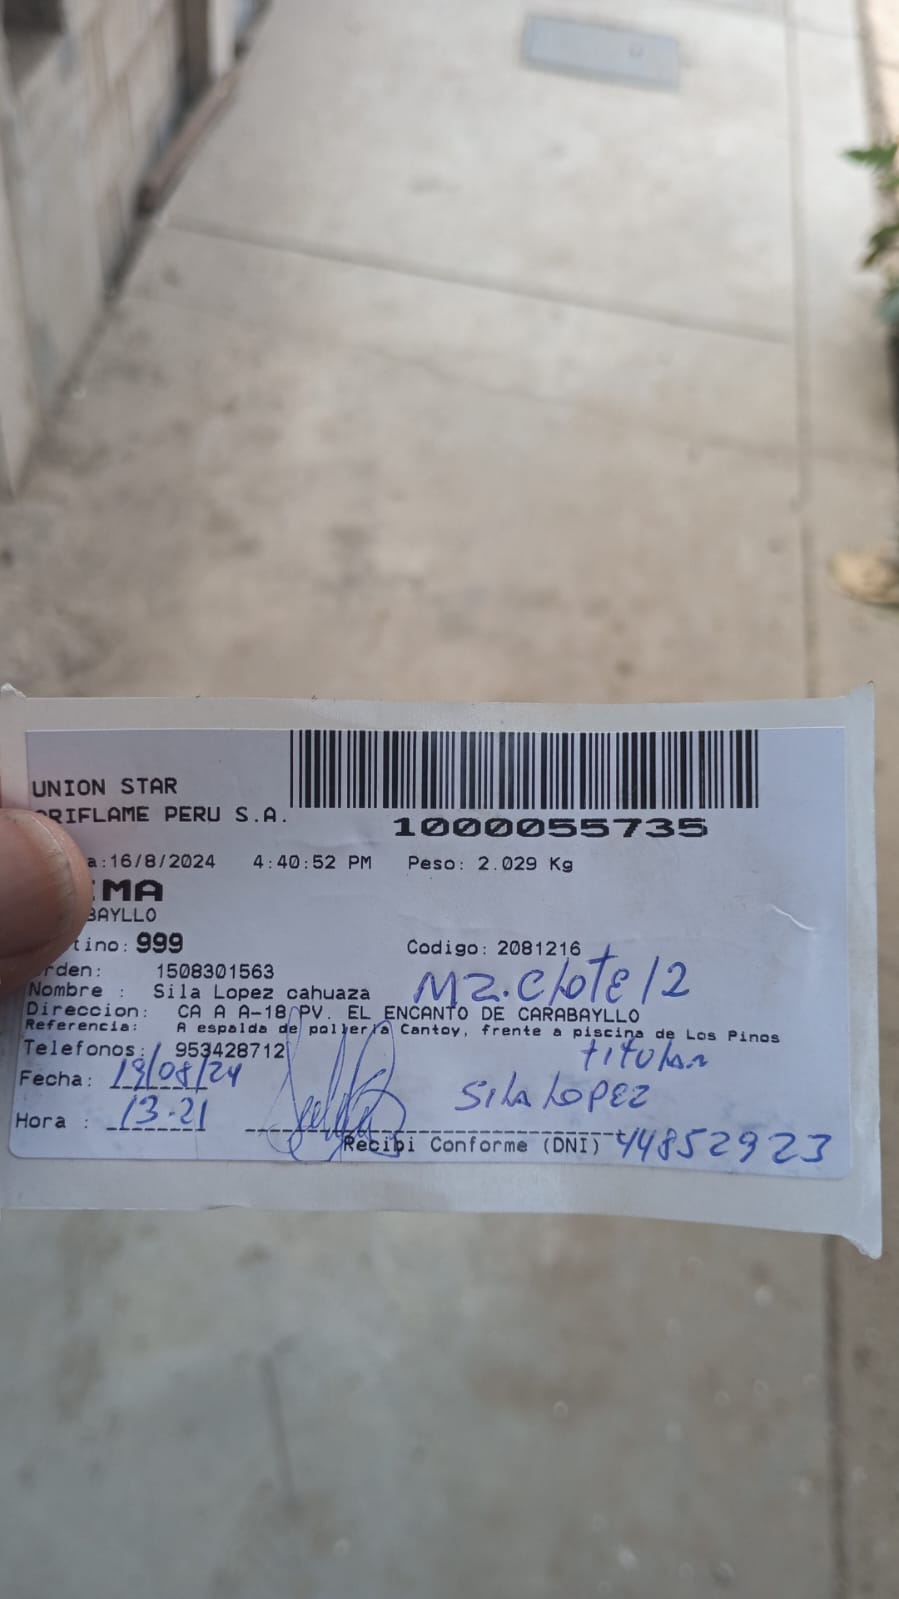 UNION STAR
ORIFLAME PERU S.A.
1000055735
a:16/8/2024 4:40:52 PM Peso: 2.029 Kg
MA
BAYLLO
tino: 999 Codigo: 2081216
rden: 1508301563
Mz. C lote 12
Nombre : Sila Lopez cahuaza
Direccion: CA A A-18 PV. EL ENCANTO DE CARABAYLLO
Referencia: A espalda de polleria Cantoy, frente a piscina de Los Pinos
Telefonos: 953428712
titular
Fecha: 19/08/24
Sila Lopez
Hora : 13-21
Recibi Conforme (DNI) 44852923